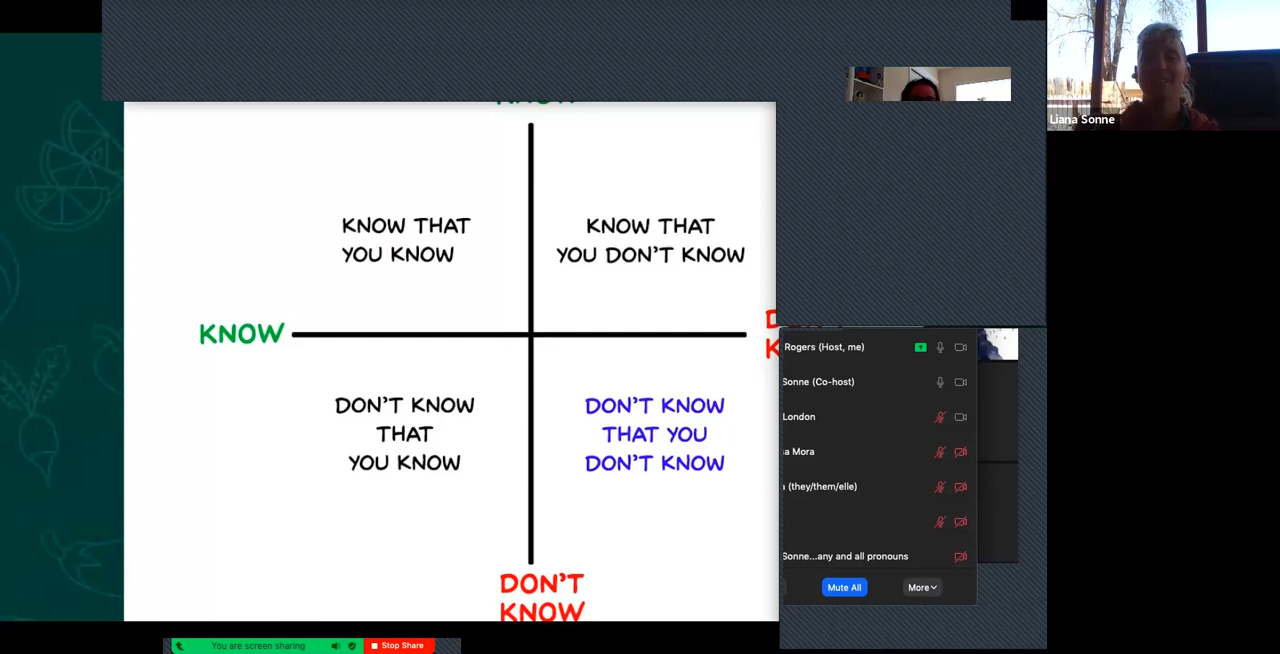 KNOW
Liana Sonne
KNOW THAT
YOU KNOW
KNOW THAT
YOU DON'T KNOW
KNOW
DON'T KNOW
THAT
YOU KNOW
DON'T KNOW
THAT YOU
DON'T KNOW
DON'T
KNOW
Rogers (Host, me)
Sonne (Co-host)
London
Mora
(they/them/elle)
Sonne...any and all pronouns
Mute All
More
You are screen sharing
Stop Share